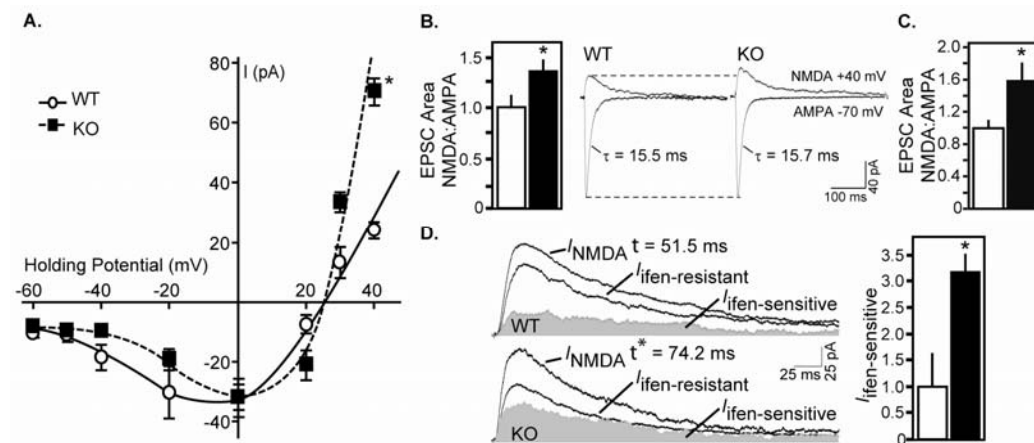 A.
I (pA)
WT
KO
80
60
40
20
-20
-40
*
Holding Potential (mV)
-60
-40
-20
0
20
40
B.
EPSC Area
NMDA:AMPA
1.5
1.0
0.5
0
*
WT
KO
NMDA +40 mV
AMPA -70 mV
τ = 15.5 ms
τ = 15.7 ms
100 ms
40 pA
C.
EPSC Area
NMDA:AMPA
2.0
1.6
1.2
0.8
0.4
0
*
D.
INMDA t = 51.5 ms
Iifen-resistant
Iifen-sensitive
WT
INMDA t* = 74.2 ms
Iifen-resistant
Iifen-sensitive
KO
25 ms
25 pA
Iifen-sensitive
3.5
3.0
2.5
2.0
1.5
1.0
0.5
0
*